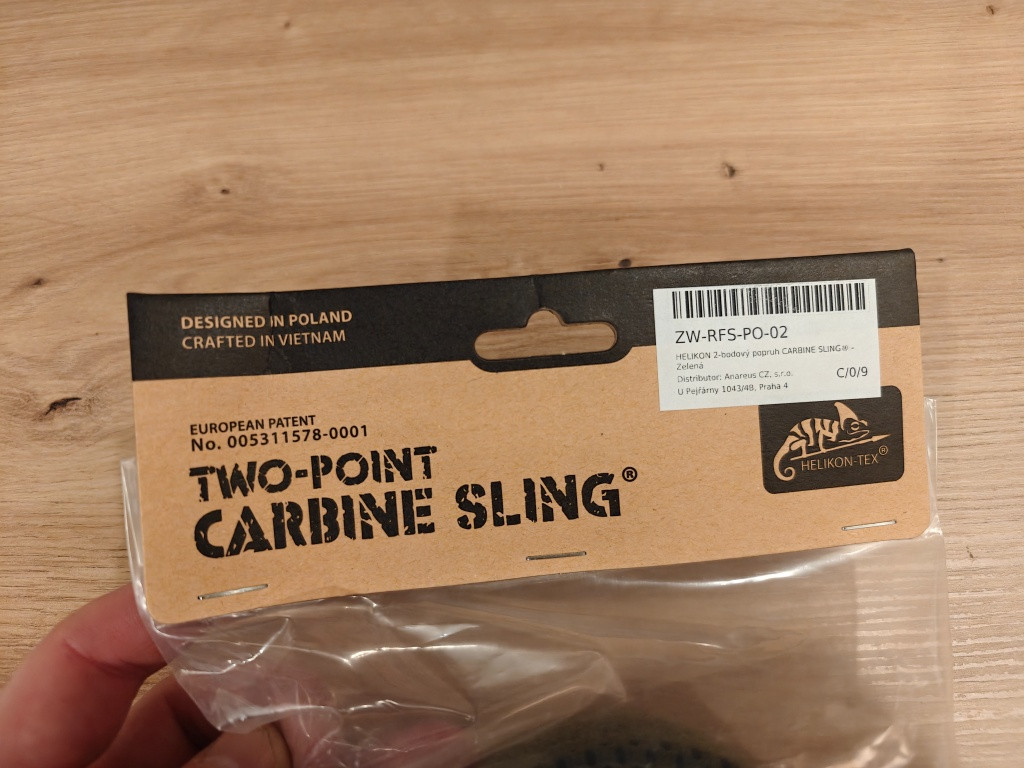 DESIGNED IN POLAND
CRAFTED IN VIETNAM
EUROPEAN PATENT
No. 005311578-0001
TWO-POINT
CARBINE SLING®
ZW-RFS-PO-02
HELIKON 2-bodový popruh CARBINE SLING® -
Zelená
Distributor: Anareus CZ, s.r.o.
U Pejřárny 1043/48, Praha 4
C/0/9
HELIKON-TEX®